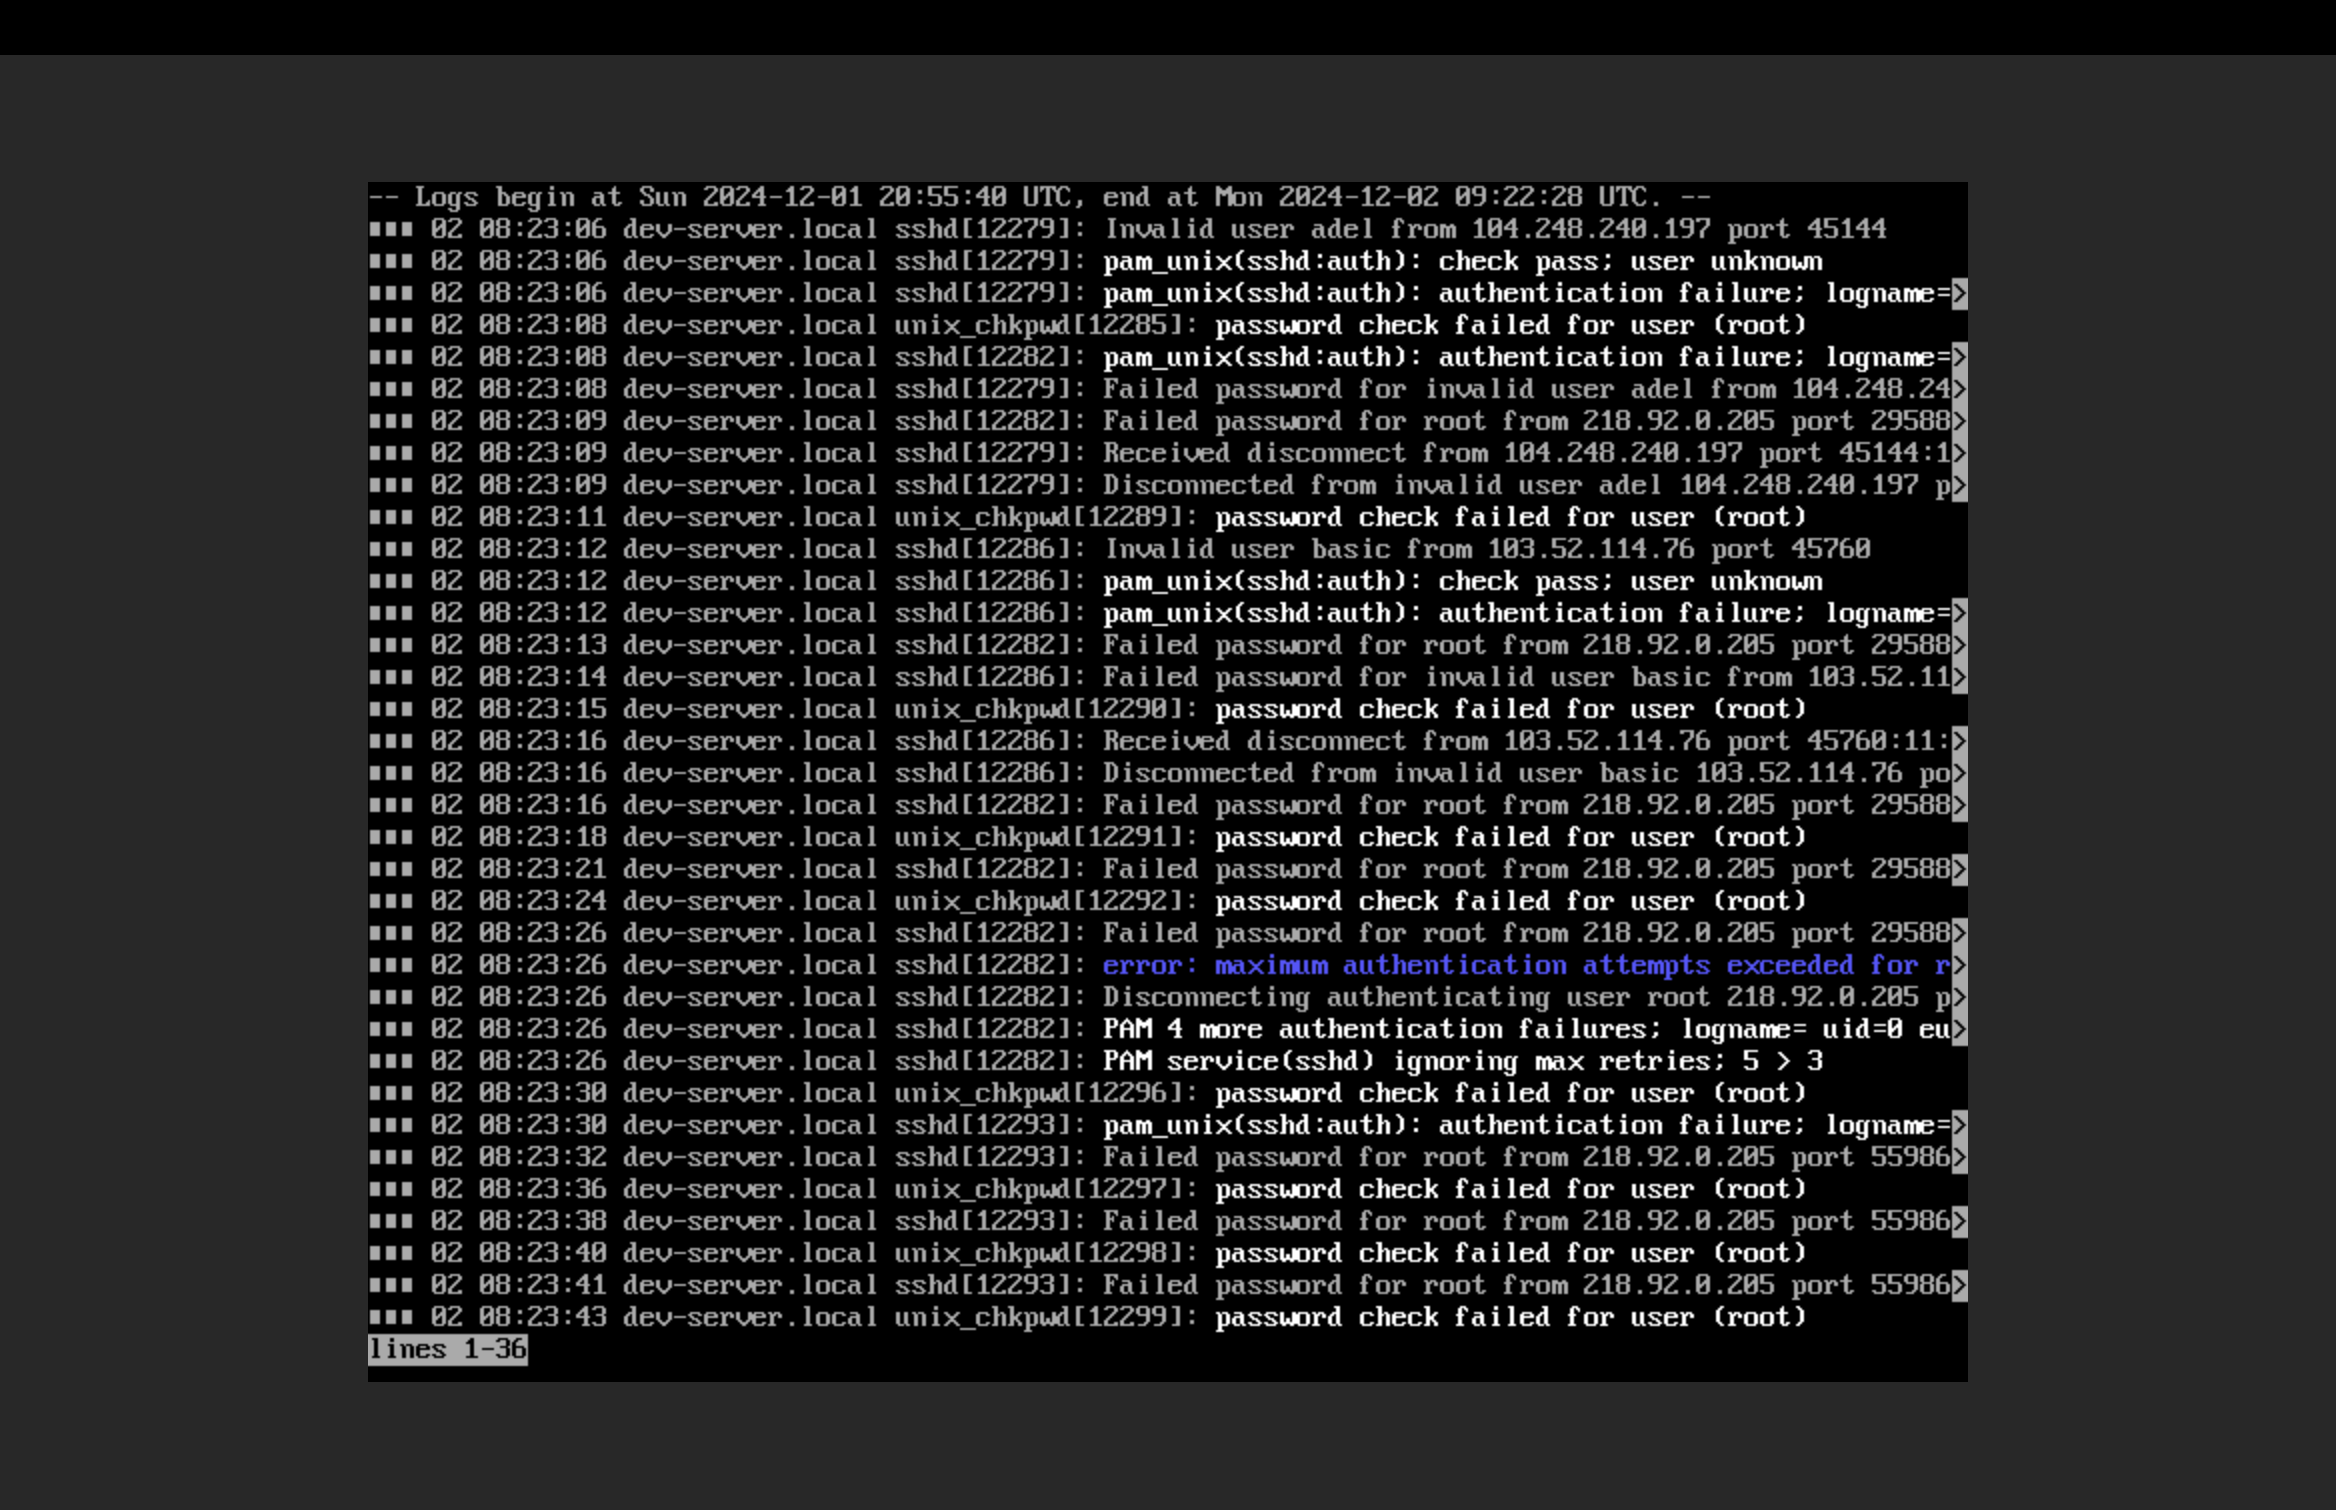 -- Logs begin at Sun 2024-12-01 20:55:40 UTC, end at Mon 2024-12-02 09:22:28 UTC. --
■■■ 02 08:23:06 dev-server.local sshd[12279]: Invalid user adel from 104.248.240.197 port 45144
■■■ 02 08:23:06 dev-server.local sshd[12279]: pam_unix(sshd:auth): check pass; user unknown
■■■ 02 08:23:06 dev-server.local sshd[12279]: pam_unix(sshd:auth): authentication failure; logname=>
■■■ 02 08:23:08 dev-server.local unix_chkpwd[12285]: password check failed for user (root)
■■■ 02 08:23:08 dev-server.local sshd[12282]: pam_unix(sshd:auth): authentication failure; logname=>
■■■ 02 08:23:08 dev-server.local sshd[12279]: Failed password for invalid user adel from 104.248.24>
■■■ 02 08:23:09 dev-server.local sshd[12282]: Failed password for root from 218.92.0.205 port 29588>
■■■ 02 08:23:09 dev-server.local sshd[12279]: Received disconnect from 104.248.240.197 port 45144:1>
■■■ 02 08:23:09 dev-server.local sshd[12279]: Disconnected from invalid user adel 104.248.240.197 p>
■■■ 02 08:23:11 dev-server.local unix_chkpwd[12289]: password check failed for user (root)
■■■ 02 08:23:12 dev-server.local sshd[12286]: Invalid user basic from 103.52.114.76 port 45760
■■■ 02 08:23:12 dev-server.local sshd[12286]: pam_unix(sshd:auth): check pass; user unknown
■■■ 02 08:23:12 dev-server.local sshd[12286]: pam_unix(sshd:auth): authentication failure; logname=>
■■■ 02 08:23:13 dev-server.local sshd[12282]: Failed password for root from 218.92.0.205 port 29588>
■■■ 02 08:23:14 dev-server.local sshd[12286]: Failed password for invalid user basic from 103.52.11>
■■■ 02 08:23:15 dev-server.local unix_chkpwd[12290]: password check failed for user (root)
■■■ 02 08:23:16 dev-server.local sshd[12286]: Received disconnect from 103.52.114.76 port 45760:11:>
■■■ 02 08:23:16 dev-server.local sshd[12286]: Disconnected from invalid user basic 103.52.114.76 po>
■■■ 02 08:23:16 dev-server.local sshd[12282]: Failed password for root from 218.92.0.205 port 29588>
■■■ 02 08:23:18 dev-server.local unix_chkpwd[12291]: password check failed for user (root)
■■■ 02 08:23:21 dev-server.local sshd[12282]: Failed password for root from 218.92.0.205 port 29588>
■■■ 02 08:23:24 dev-server.local unix_chkpwd[12292]: password check failed for user (root)
■■■ 02 08:23:26 dev-server.local sshd[12282]: Failed password for root from 218.92.0.205 port 29588>
■■■ 02 08:23:26 dev-server.local sshd[12282]: error: maximum authentication attempts exceeded for r>
■■■ 02 08:23:26 dev-server.local sshd[12282]: Disconnecting authenticating user root 218.92.0.205 p>
■■■ 02 08:23:26 dev-server.local sshd[12282]: PAM 4 more authentication failures; logname= uid=0 eu>
■■■ 02 08:23:26 dev-server.local sshd[12282]: PAM service(sshd) ignoring max retries; 5 > 3
■■■ 02 08:23:30 dev-server.local unix_chkpwd[12296]: password check failed for user (root)
■■■ 02 08:23:30 dev-server.local sshd[12293]: pam_unix(sshd:auth): authentication failure; logname=>
■■■ 02 08:23:32 dev-server.local sshd[12293]: Failed password for root from 218.92.0.205 port 55986>
■■■ 02 08:23:36 dev-server.local unix_chkpwd[12297]: password check failed for user (root)
■■■ 02 08:23:38 dev-server.local sshd[12293]: Failed password for root from 218.92.0.205 port 55986>
■■■ 02 08:23:40 dev-server.local unix_chkpwd[12298]: password check failed for user (root)
■■■ 02 08:23:41 dev-server.local sshd[12293]: Failed password for root from 218.92.0.205 port 55986>
■■■ 02 08:23:43 dev-server.local unix_chkpwd[12299]: password check failed for user (root)
lines 1-36